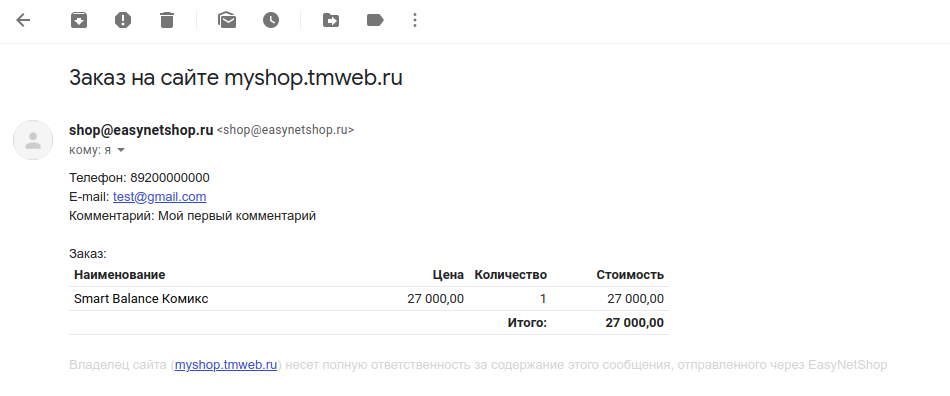 Заказ на сайте myshop.tmweb.ru
shop@easynetshop.ru <shop@easynetshop.ru>
кому: я
Телефон: 89200000000
E-mail: test@gmail.com
Комментарий: Мой первый комментарий
Заказ:
Наименование Цена Количество Стоимость
Smart Balance Комикс 27 000,00 1 27 000,00
Итого: 27 000,00
Владелец сайта (myshop.tmweb.ru) несет полную ответственность за содержание этого сообщения, отправленного через EasyNetShop